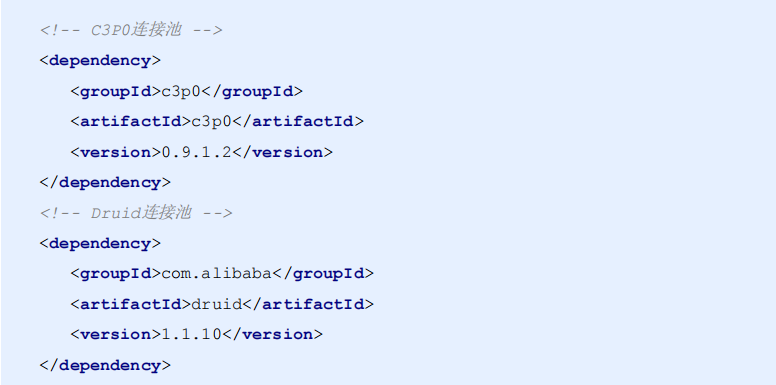 <!-- C3P0连接池 -->
<dependency>
<groupId>c3p0</groupId>
<artifactId>c3p0</artifactId>
<version>0.9.1.2</version>
</dependency>
<!-- Druid连接池 -->
<dependency>
<groupId>com.alibaba</groupId>
<artifactId>druid</artifactId>
<version>1.1.10</version>
</dependency>